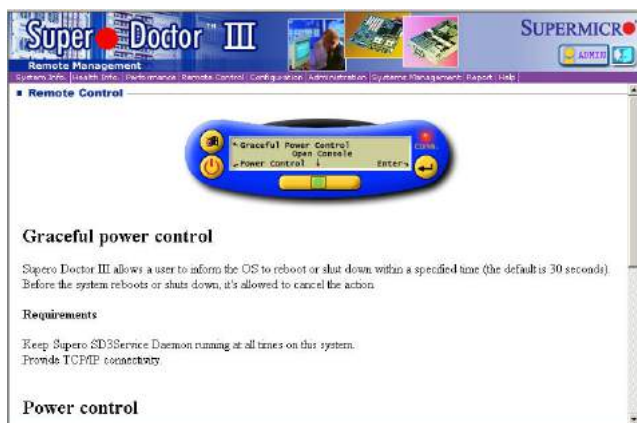 Super Doctor III
SUPERMICRO
Remote Management
ADMIN
System Info. | Health Info. | Performance | Remote Control | Configuration | Administration | Systems Management | Report | Help
Remote Control
Graceful Power Control
Open Console
Power Control
Enter
CONN.
Graceful power control
Supero Doctor III allows a user to inform the OS to reboot or shut down within a specified time (the default is 30 seconds).
Before the system reboots or shuts down, it's allowed to cancel the action.
Requirements
Keep Supero SD3Service Daemon running at all times on this system.
Provide TCP/IP connectivity.
Power control